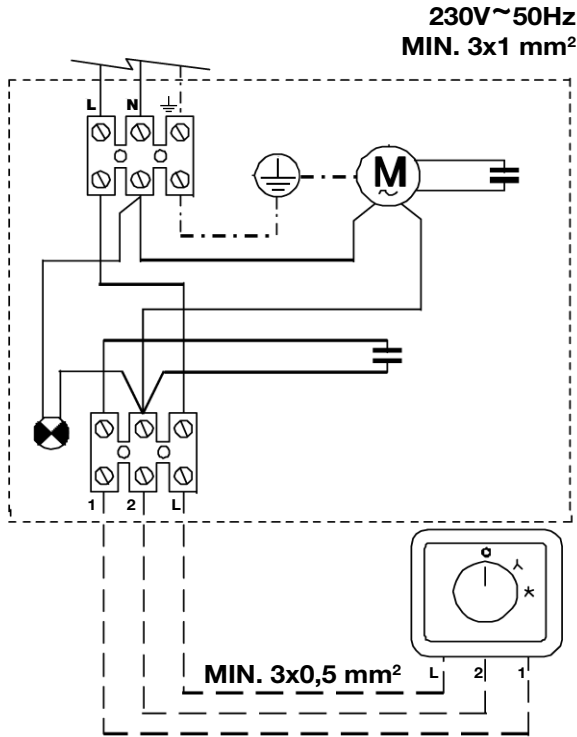 230V~50Hz
MIN. 3x1 mm²
L N
M
~
1 2 L
MIN. 3x0,5 mm²
L 2 1